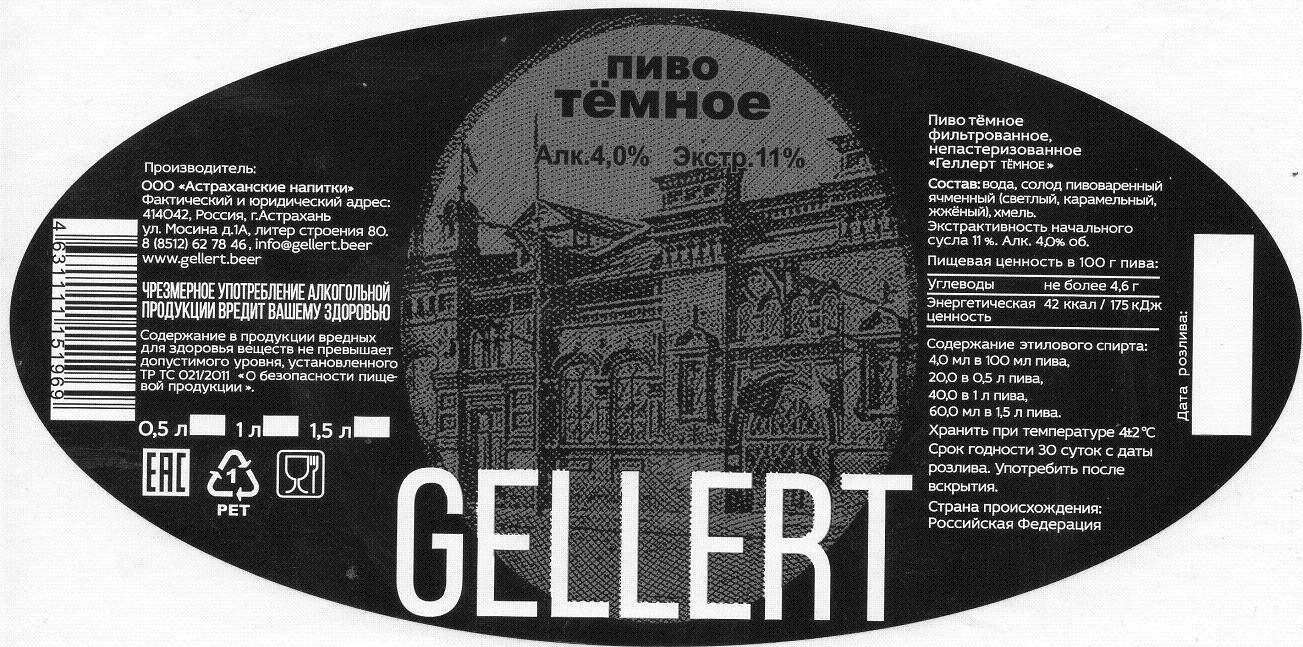 ПИВО
ТЁМНОЕ
Алк.4,0% Экстр.11%
GELLERT
Производитель:
ООО «Астраханские напитки»
Фактический и юридический адрес:
414042, Россия, г.Астрахань
ул. Мосина д.1А, литер строения 80.
8 (8512) 62 78 46, info@gellert.beer
www.gellert.beer
ЧРЕЗМЕРНОЕ УПОТРЕБЛЕНИЕ АЛКОГОЛЬНОЙ
ПРОДУКЦИИ ВРЕДИТ ВАШЕМУ ЗДОРОВЬЮ
Содержание в продукции вредных
для здоровья веществ не превышает
допустимого уровня, установленного
ТР ТС 021/2011 «О безопасности пище-
вой продукции».
0,5 л 1 л 1,5 л
EAC
1
PET
4 631111 151969
Пиво тёмное
фильтрованное,
непастеризованное
«Геллерт ТЁМНОЕ»
Состав: вода, солод пивоваренный
ячменный (светлый, карамельный,
жжёный), хмель.
Экстрактивность начального
сусла 11 %. Алк. 4,0% об.
Пищевая ценность в 100 г пива:
Углеводы не более 4,6 г
Энергетическая 42 ккал / 175 кДж
ценность
Содержание этилового спирта:
4,0 мл в 100 мл пива,
20,0 в 0,5 л пива,
40,0 в 1 л пива,
60,0 мл в 1,5 л пива.
Хранить при температуре 4±2°C
Срок годности 30 суток с даты
розлива. Употребить после
вскрытия.
Страна происхождения:
Российская Федерация
Дата розлива: